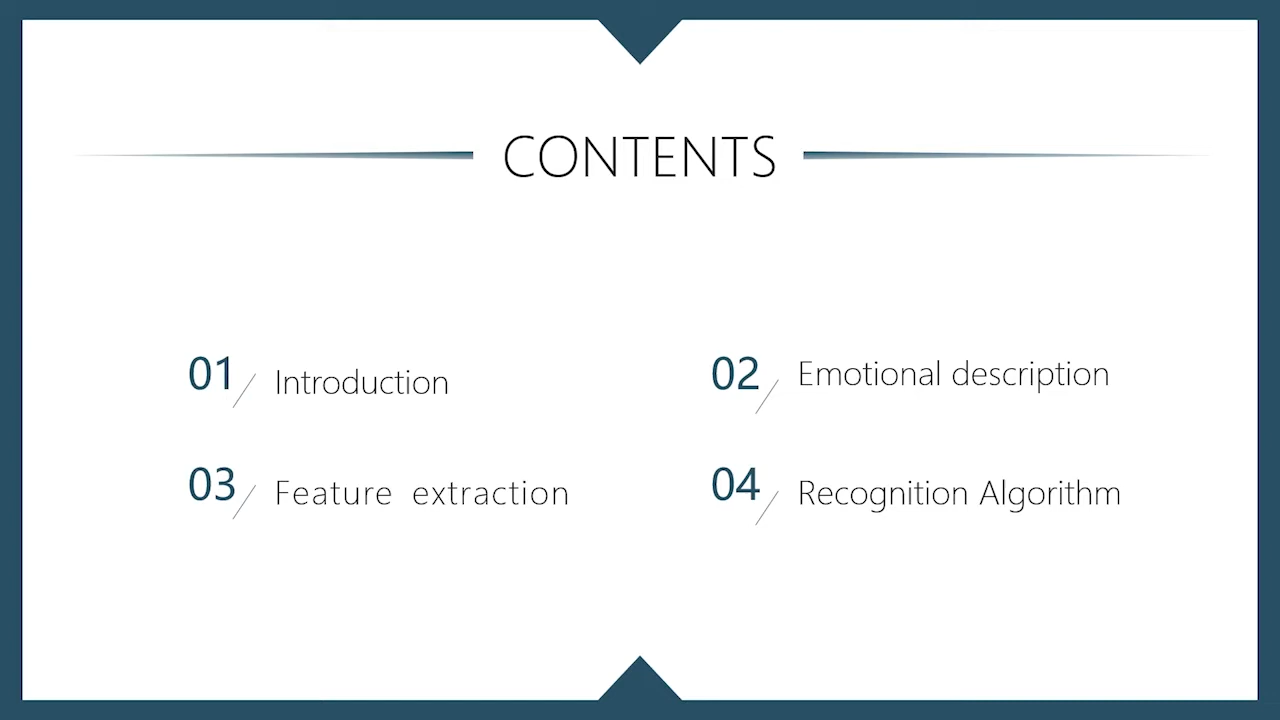 CONTENTS
01 Introduction
02 Emotional description
03 Feature extraction
04 Recognition Algorithm